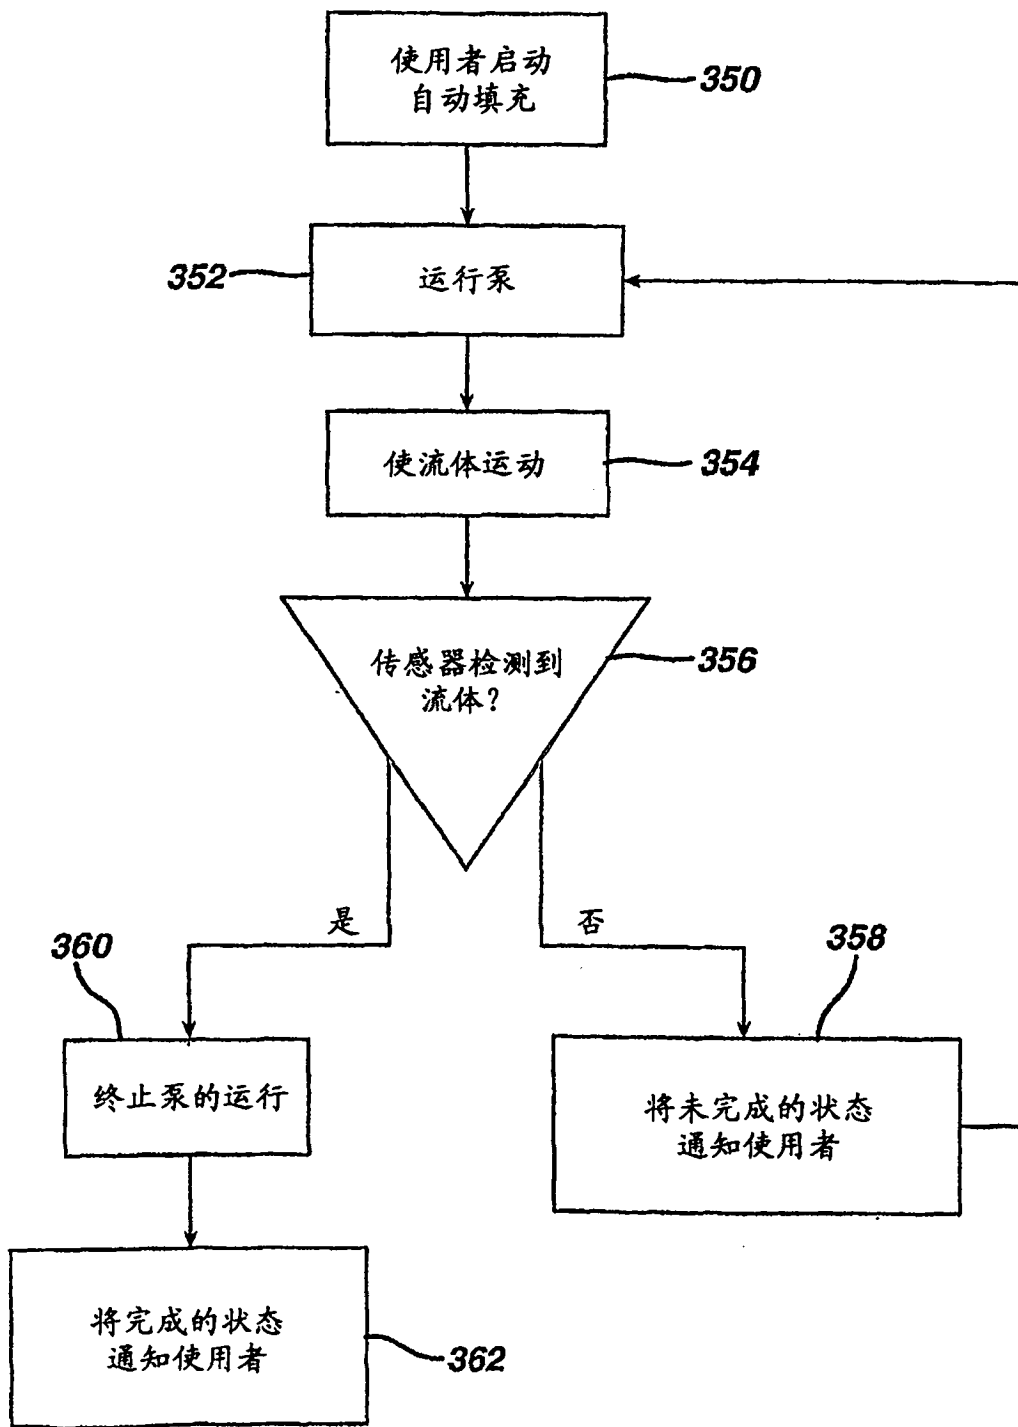 使用者启动
自动填充
350
352
运行泵
使流体运动
354
传感器检测到
流体?
356
是
否
360
358
终止泵的运行
将未完成的状态
通知使用者
将完成的状态
通知使用者
362